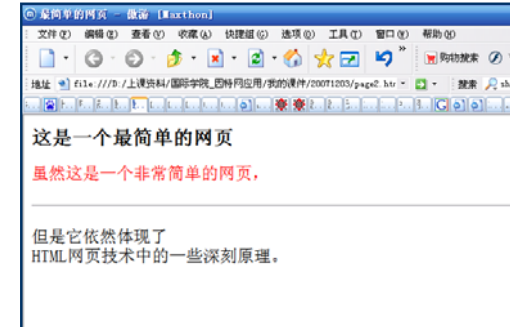 最简单的网页 - 傲游 [Maxthon]
文件(F) 编辑(E) 查看(V) 收藏(A) 快捷组(G) 选项(O) 工具(T) 窗口(W) 帮助(H)
购物搜索
地址 file:///D:/上课资料/国际学院_因特网应用/我的课件/20071203/page2.htr 搜索
这是一个最简单的网页
虽然这是一个非常简单的网页，
但是它依然体现了
HTML网页技术中的一些深刻原理。